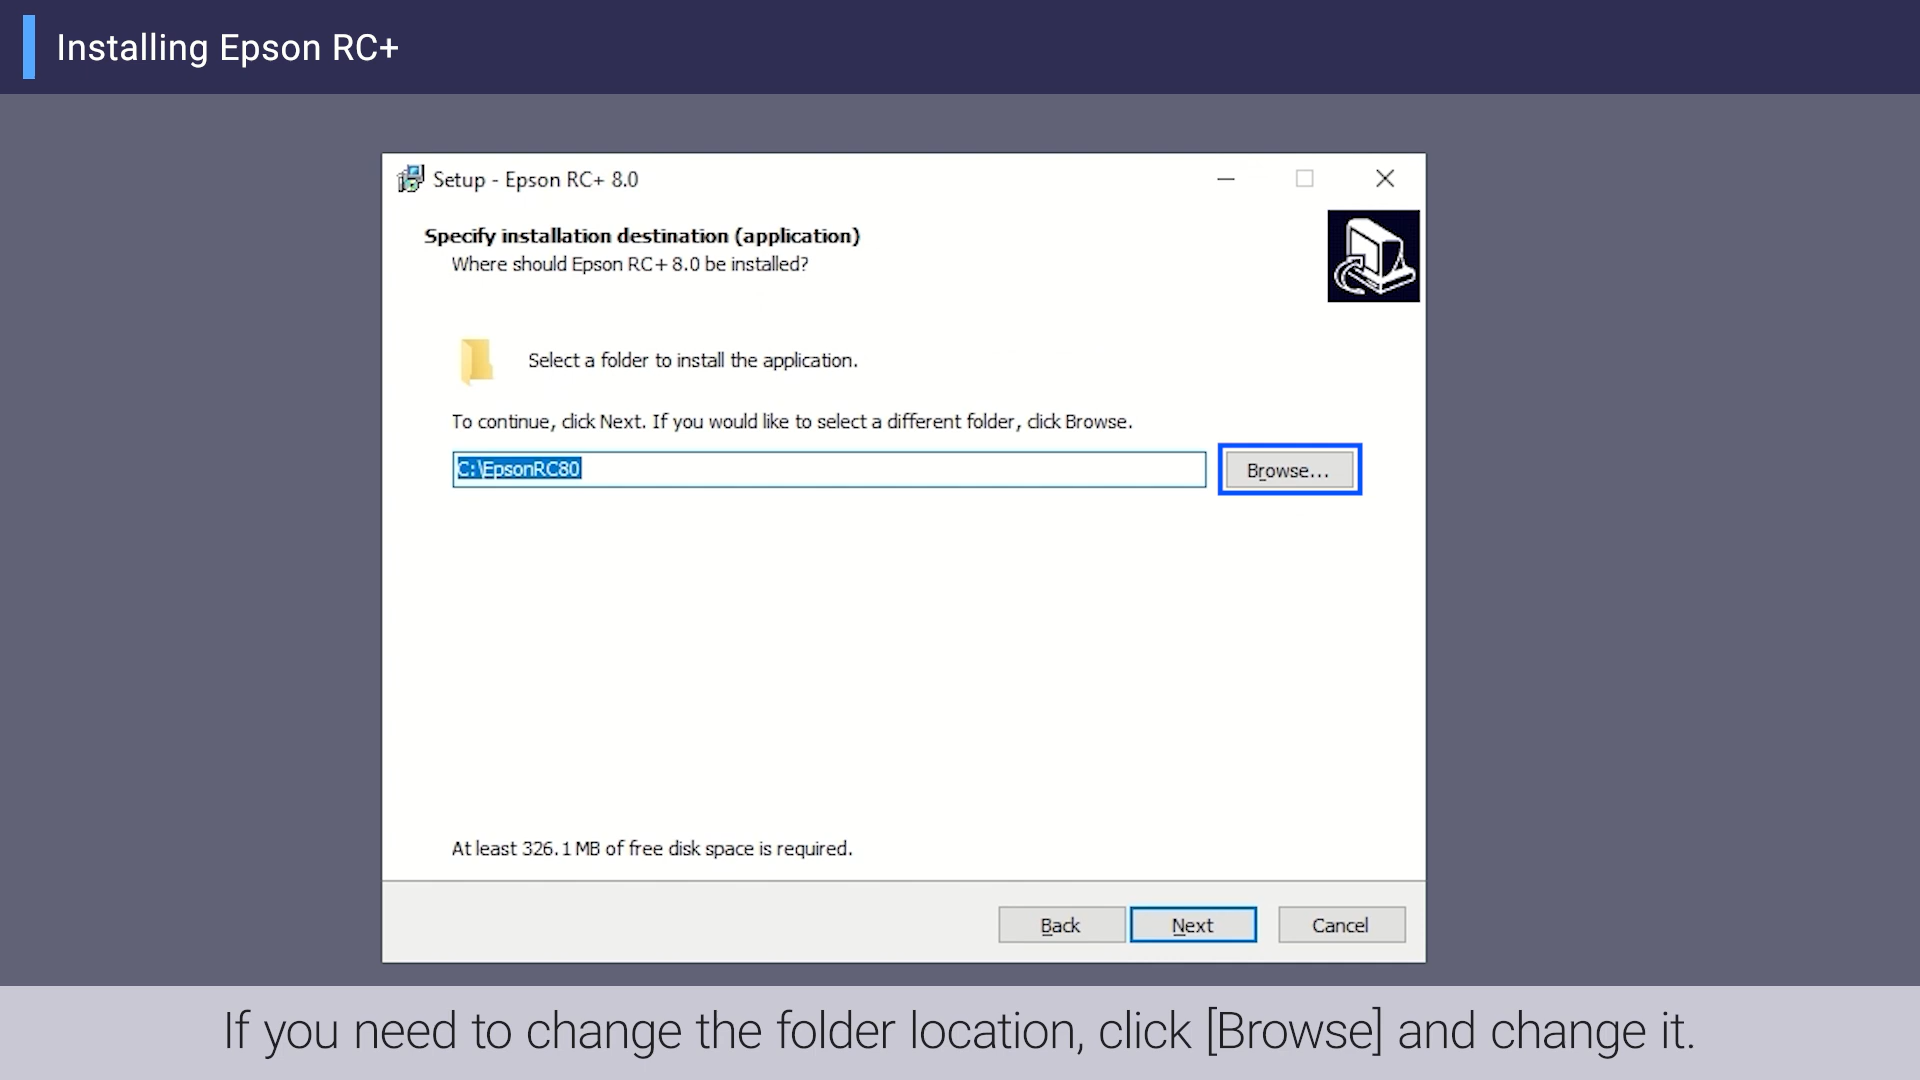 Installing Epson RC+
Setup - Epson RC+ 8.0
Specify installation destination (application)
Where should Epson RC+ 8.0 be installed?
Select a folder to install the application.
To continue, click Next. If you would like to select a different folder, click Browse.
C:\EpsonRC80
Browse...
At least 326.1 MB of free disk space is required.
Back
Next
Cancel
If you need to change the folder location, click [Browse] and change it.